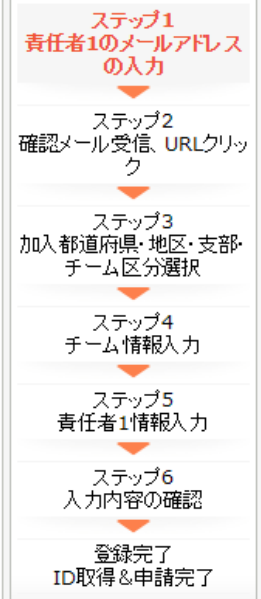 ステップ1
責任者1のメールアドレス
の入力
ステップ2
確認メール受信、URLクリッ
ク
ステップ3
加入都道府県・地区・支部・
チーム区分選択
ステップ4
チーム情報入力
ステップ5
責任者1情報入力
ステップ6
入力内容の確認
登録完了
ID取得&申請完了